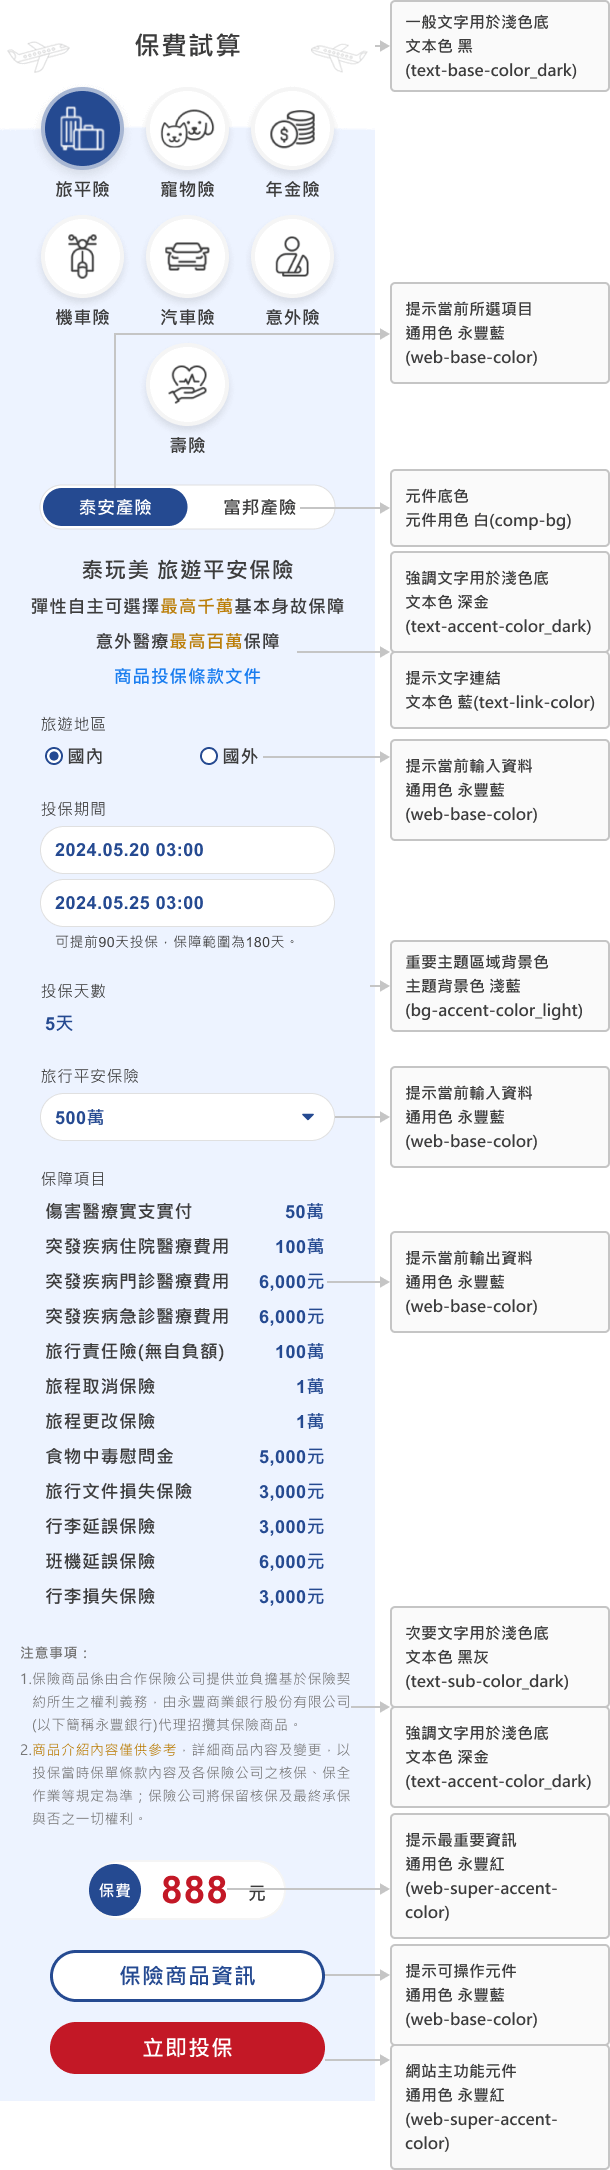 保費試算
一般文字用於淺色底
文本色 黑
(text-base-color_dark)
旅平險
寵物險
年金險
機車險
汽車險
意外險
提示當前所選項目
通用色 永豐藍
(web-base-color)
壽險
泰安產險
富邦產險
元件底色
元件用色 白(comp-bg)
泰玩美 旅遊平安保險
彈性自主可選擇最高千萬基本身故保障
意外醫療最高百萬保障
商品投保條款文件
強調文字用於淺色底
文本色 深金
(text-accent-color_dark)
提示文字連結
文本色 藍(text-link-color)
旅遊地區
國內
國外
提示當前輸入資料
通用色 永豐藍
(web-base-color)
投保期間
2024.05.20 03:00
2024.05.25 03:00
可提前90天投保，保障範圍為180天。
重要主題區域背景色
主題背景色 淺藍
(bg-accent-color_light)
投保天數
5天
旅行平安保險
500萬
提示當前輸入資料
通用色 永豐藍
(web-base-color)
保障項目
傷害醫療實支實付 50萬
突發疾病住院醫療費用 100萬
突發疾病門診醫療費用 6,000元
突發疾病急診醫療費用 6,000元
旅行責任險(無自負額) 100萬
旅程取消保險 1萬
旅程更改保險 1萬
食物中毒慰問金 5,000元
旅行文件損失保險 3,000元
行李延誤保險 3,000元
班機延誤保險 6,000元
行李損失保險 3,000元
提示當前輸出資料
通用色 永豐藍
(web-base-color)
注意事項：
1.保險商品係由合作保險公司提供並負擔基於保險契
約所生之權利義務，由永豐商業銀行股份有限公司
(以下簡稱永豐銀行)代理招攬其保險商品。
2.商品介紹內容僅供參考，詳細商品內容及變更，以
投保當時保單條款內容及各保險公司之核保、保全
作業等規定為準；保險公司將保留核保及最終承保
與否之一切權利。
次要文字用於淺色底
文本色 黑灰
(text-sub-color_dark)
強調文字用於淺色底
文本色 深金
(text-accent-color_dark)
保費 888 元
提示最重要資訊
通用色 永豐紅
(web-super-accent-
color)
保險商品資訊
提示可操作元件
通用色 永豐藍
(web-base-color)
立即投保
網站主功能元件
通用色 永豐紅
(web-super-accent-
color)